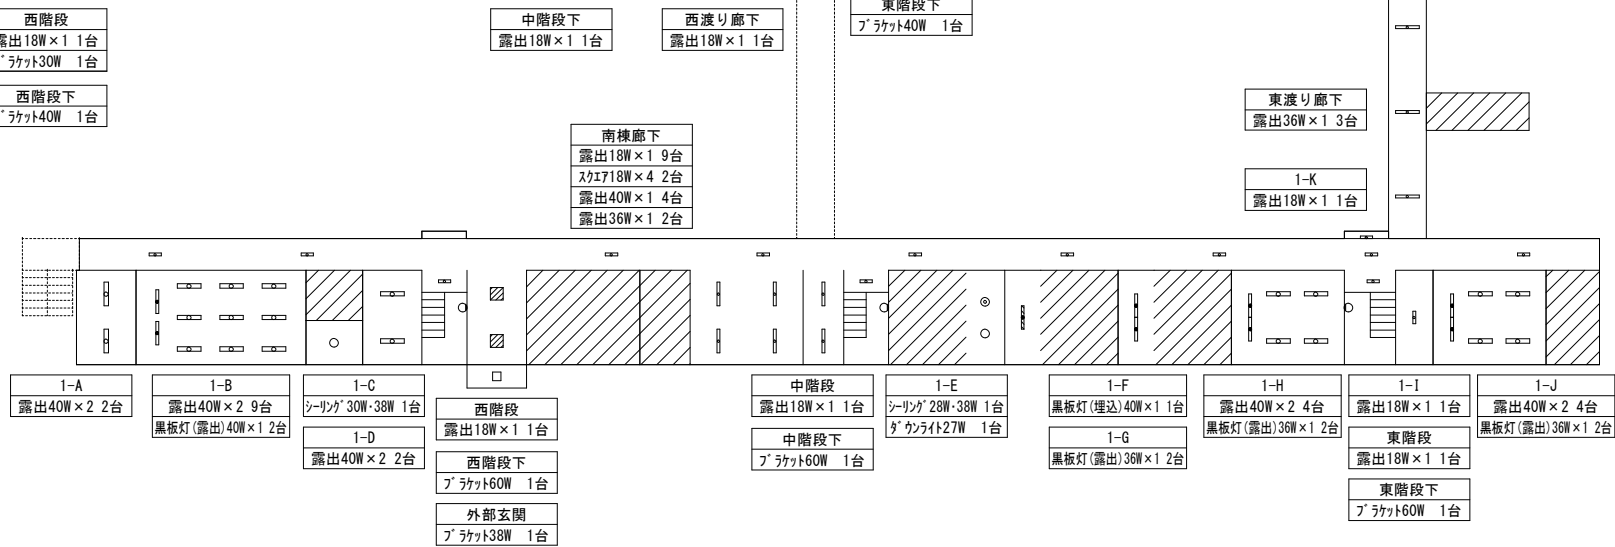 西階段
露出18W×1 1台
ブラケット30W 1台
西階段下
ブラケット40W 1台
中階段下
露出18W×1 1台
西渡り廊下
露出18W×1 1台
東階段下
ブラケット40W 1台
南棟廊下
露出18W×1 9台
スクエア18W×4 2台
露出40W×1 4台
露出36W×1 2台
東渡り廊下
露出36W×1 3台
1-K
露出18W×1 1台
1-A
露出40W×2 2台
1-B
露出40W×2 9台
黒板灯(露出)40W×1 2台
1-C
シーリング30W・38W 1台
1-D
露出40W×2 2台
西階段
露出18W×1 1台
西階段下
ブラケット60W 1台
外部玄関
ブラケット38W 1台
中階段
露出18W×1 1台
中階段下
ブラケット60W 1台
1-E
シーリング28W・38W 1台
ダウンライト27W 1台
1-F
黒板灯(埋込)40W×1 1台
1-G
黒板灯(露出)36W×1 2台
1-H
露出40W×2 4台
黒板灯(露出)36W×1 2台
1-I
露出18W×1 1台
東階段
露出18W×1 1台
東階段下
ブラケット60W 1台
1-J
露出40W×2 4台
黒板灯(露出)36W×1 2台